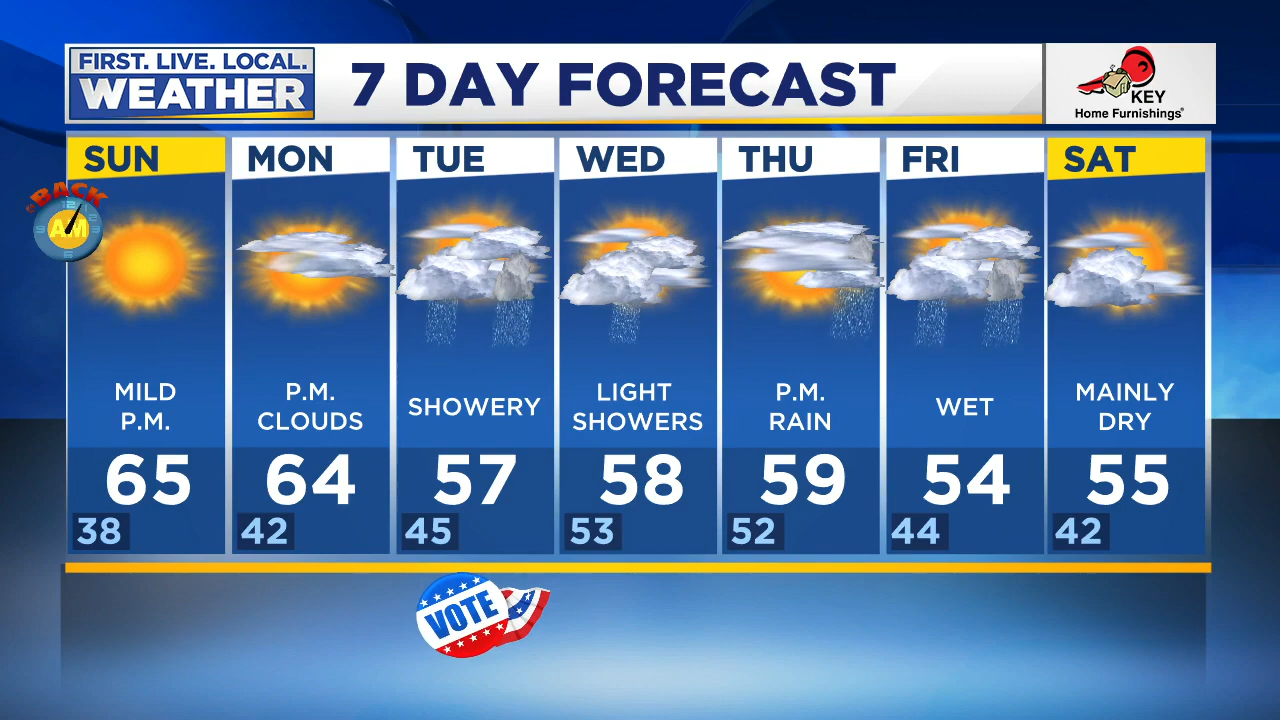 FIRST. LIVE. LOCAL.
WEATHER
7 DAY FORECAST
KEY
Home Furnishings®
SUN
MON
TUE
WED
THU
FRI
SAT
BACK
AM
MILD
P.M.
P.M.
CLOUDS
SHOWERY
LIGHT
SHOWERS
P.M.
RAIN
WET
MAINLY
DRY
65
64
57
58
59
54
55
38
42
45
53
52
44
42
VOTE